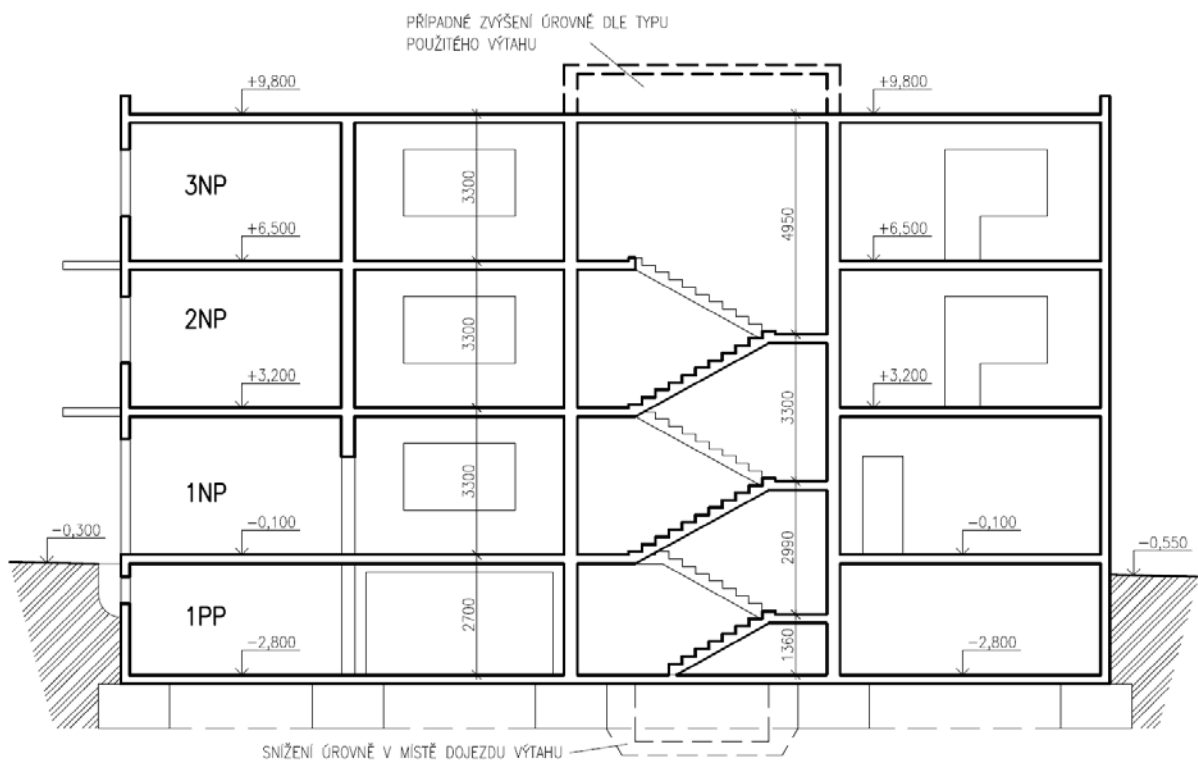 PŘÍPADNÉ ZVÝŠENÍ ÚROVNĚ DLE TYPU
POUŽITÉHO VÝTAHU
+9,800
+9,800
3NP
3300
4950
+6,500
+6,500
2NP
3300
+3,200
+3,200
3300
1NP
3300
-0,300
-0,100
-0,100
2990
-0,550
1PP
2700
-2,800
1360
-2,800
SNÍŽENÍ ÚROVNĚ V MÍSTĚ DOJEZDU VÝTAHU